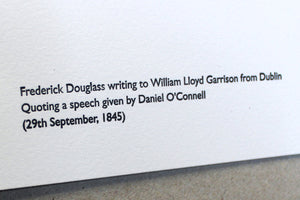 Frederick Douglass writing to William Lloyd Garrison from Dublin
Quoting a speech given by Daniel O'Connell
(29th September, 1845)